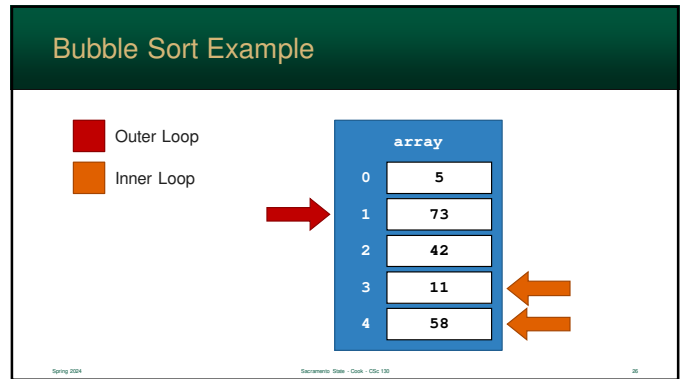 Bubble Sort Example
Outer Loop
Inner Loop
array
0 5
1 73
2 42
3 11
4 58
Spring 2024 Sacramento State - Cook - CSc 130 26